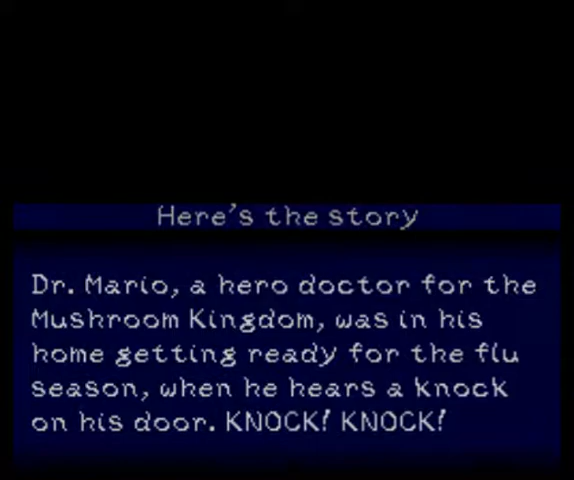 Here's the story
Dr. Mario, a hero doctor for the
Mushroom Kingdom, was in his
home getting ready for the flu
season, when he hears a knock
on his door. KNOCK! KNOCK!